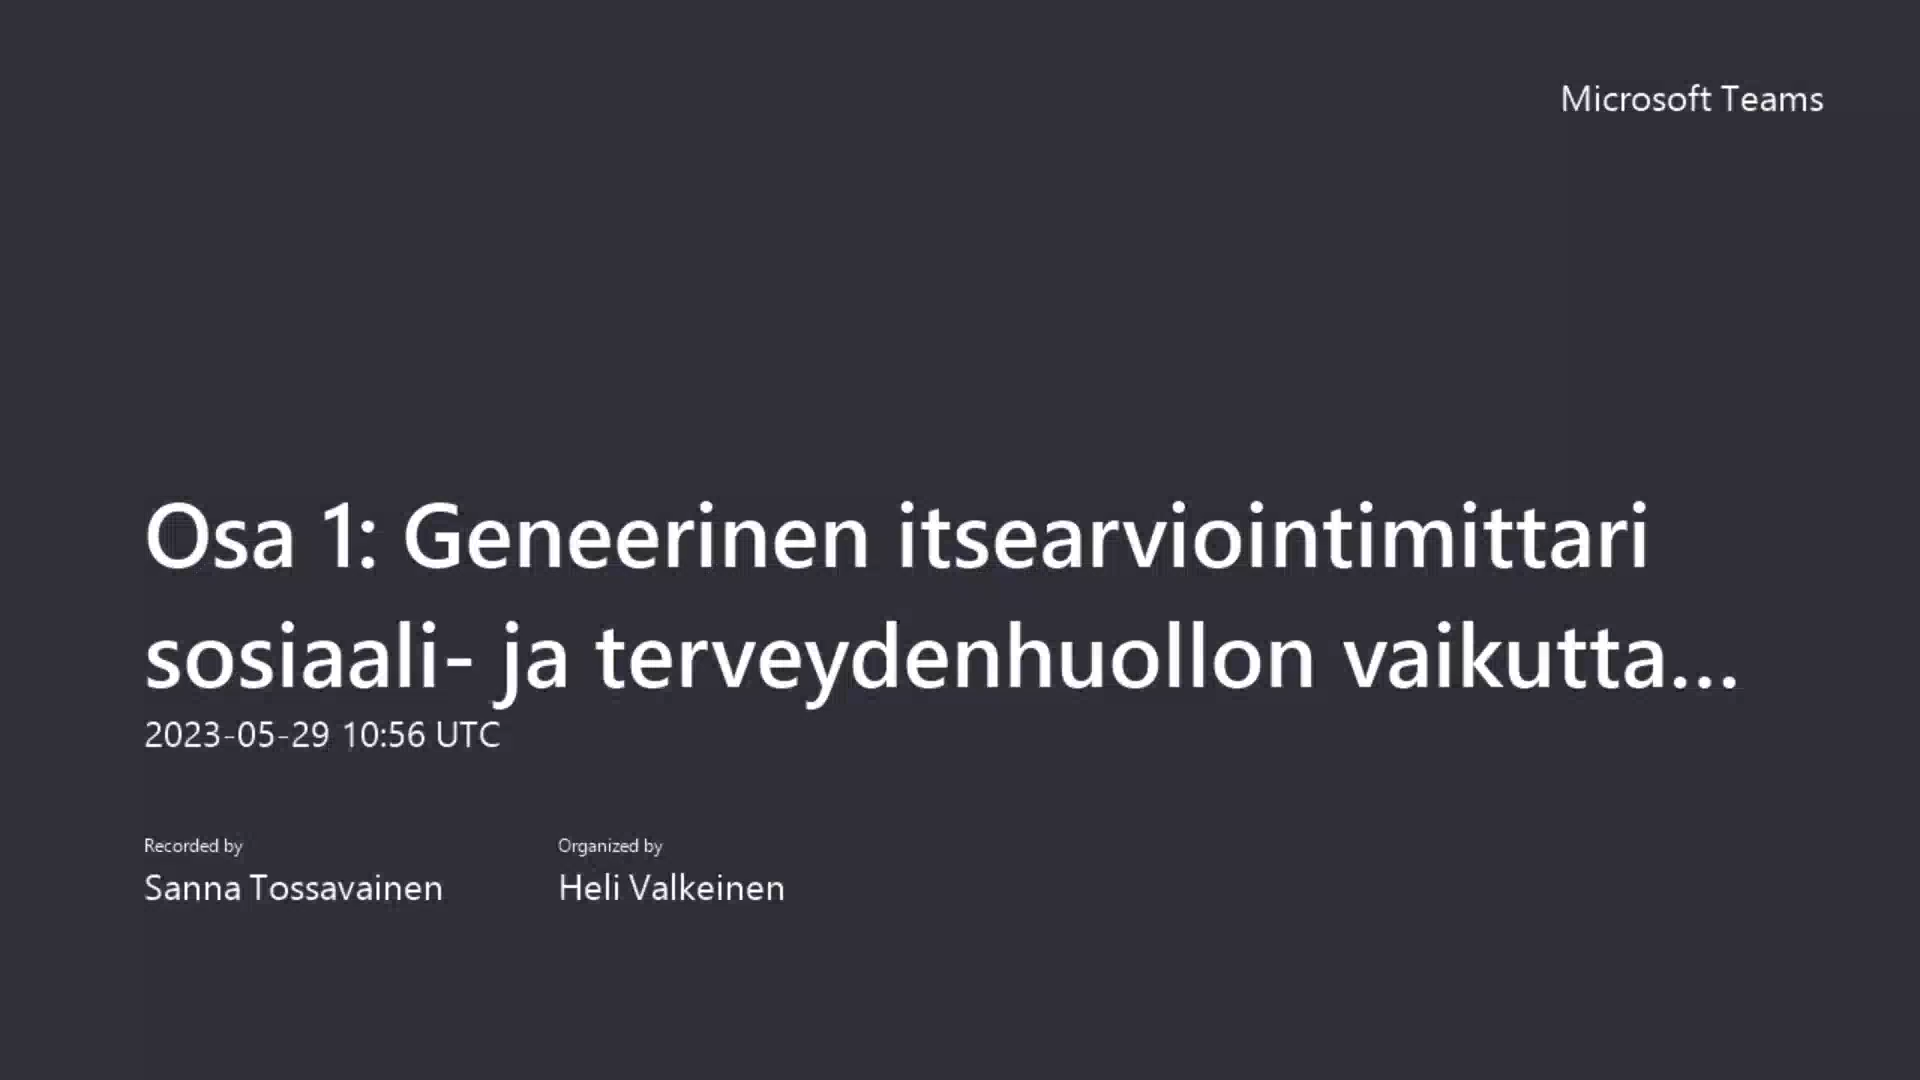 Microsoft Teams
Osa 1: Geneerinen itsearviointimittari
sosiaali- ja terveydenhuollon vaikutta...
2023-05-29 10:56 UTC
Recorded by
Sanna Tossavainen
Organized by
Heli Valkeinen